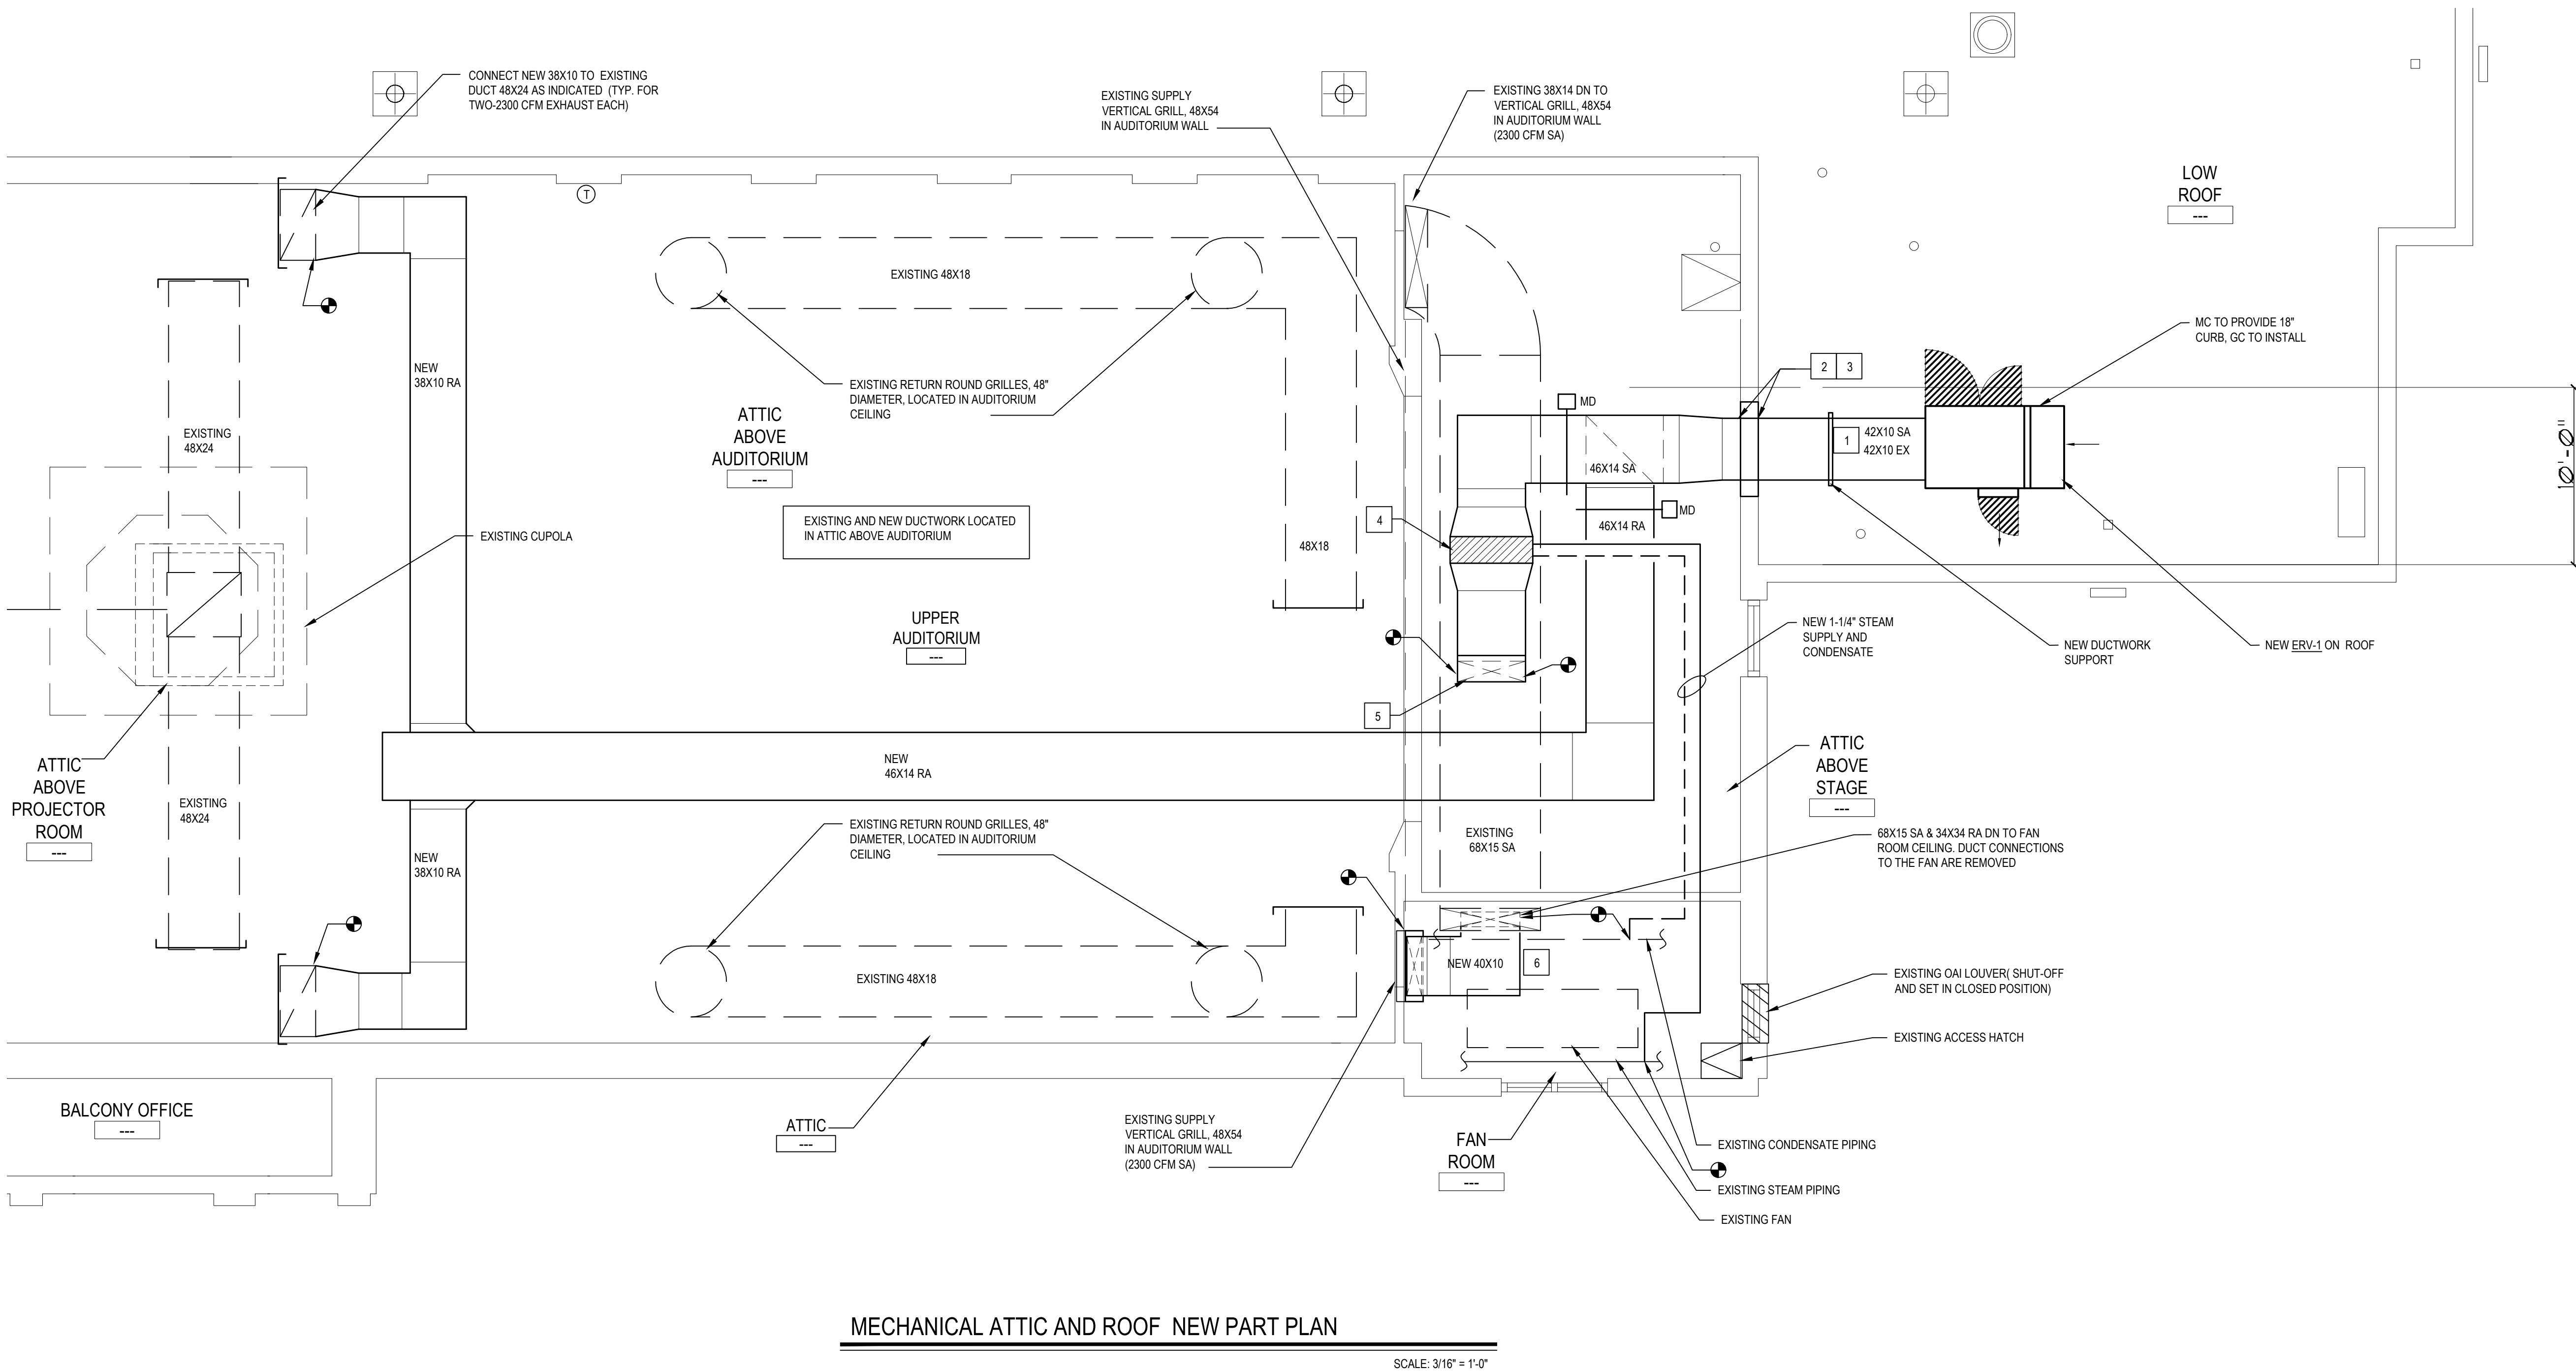 CONNECT NEW 38X10 TO EXISTING
DUCT 48X24 AS INDICATED (TYP. FOR
TWO-2300 CFM EXHAUST EACH)
EXISTING SUPPLY
VERTICAL GRILL, 48X54
IN AUDITORIUM WALL
EXISTING 38X14 DN TO
VERTICAL GRILL, 48X54
IN AUDITORIUM WALL
(2300 CFM SA)
LOW
ROOF
---
T
EXISTING 48X18
MC TO PROVIDE 18"
CURB, GC TO INSTALL
NEW
38X10 RA
EXISTING RETURN ROUND GRILLES, 48"
DIAMETER, LOCATED IN AUDITORIUM
CEILING
2
3
MD
ATTIC
ABOVE
AUDITORIUM
---
EXISTING
48X24
1
42X10 SA
42X10 EX
46X14 SA
10'-0"
MD
4
EXISTING AND NEW DUCTWORK LOCATED
IN ATTIC ABOVE AUDITORIUM
46X14 RA
48X18
EXISTING CUPOLA
UPPER
AUDITORIUM
---
NEW 1-1/4" STEAM
SUPPLY AND
CONDENSATE
NEW DUCTWORK
SUPPORT
NEW ERV-1 ON ROOF
5
ATTIC
ABOVE
PROJECTOR
ROOM
---
NEW
46X14 RA
ATTIC
ABOVE
STAGE
---
EXISTING
48X24
EXISTING RETURN ROUND GRILLES, 48"
DIAMETER, LOCATED IN AUDITORIUM
CEILING
EXISTING
68X15 SA
68X15 SA & 34X34 RA DN TO FAN
ROOM CEILING. DUCT CONNECTIONS
TO THE FAN ARE REMOVED
NEW
38X10 RA
NEW 40X10
6
EXISTING 48X18
EXISTING OAI LOUVER( SHUT-OFF
AND SET IN CLOSED POSITION)
EXISTING ACCESS HATCH
BALCONY OFFICE
---
ATTIC
---
EXISTING SUPPLY
VERTICAL GRILL, 48X54
IN AUDITORIUM WALL
(2300 CFM SA)
FAN
ROOM
---
EXISTING CONDENSATE PIPING
EXISTING STEAM PIPING
EXISTING FAN
MECHANICAL ATTIC AND ROOF NEW PART PLAN
SCALE: 3/16" = 1'-0"